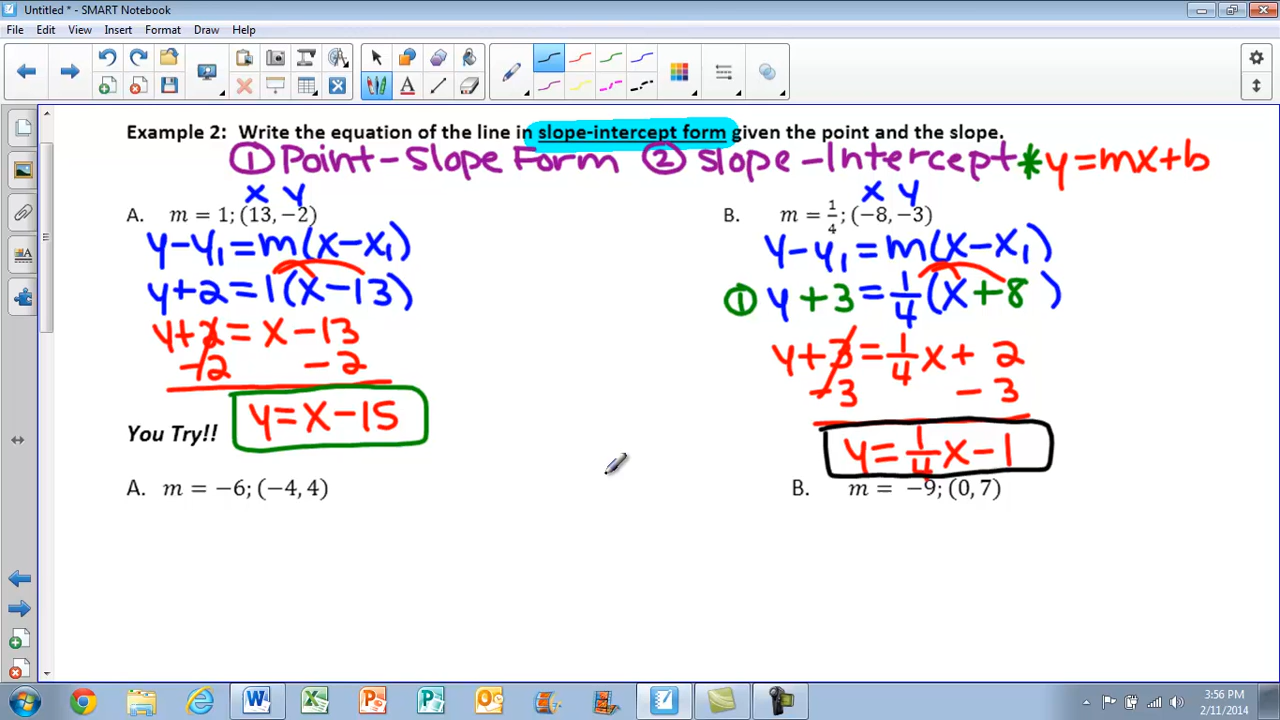 Untitled * - SMART Notebook
File Edit View Insert Format Draw Help
Example 2: Write the equation of the line in slope-intercept form given the point and the slope.
① Point-Slope Form ② Slope-Intercept * y=mx+b
x y
A. m = 1; (13, −2)
y-y₁=m(x-x₁)
y+2=1(x-13)
y+2=x-13
-2 -2
y=x-15
x y
B. m = 1/4; (−8, −3)
y-y₁=m(x-x₁)
① y+3=1/4(x+8)
y+3=1/4x+2
-3 -3
y=1/4x-1
You Try!!
A. m = −6; (−4, 4)
B. m = −9; (0, 7)
3:56 PM
2/11/2014